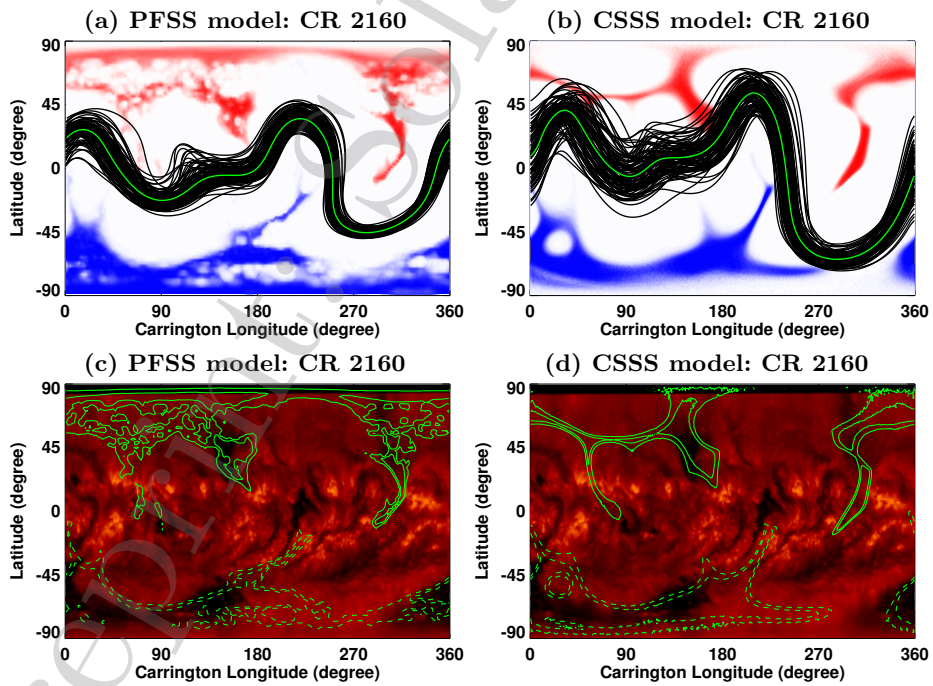 (a) PFSS model: CR 2160
(b) CSSS model: CR 2160
90
45
0
-45
-90
Latitude (degree)
0 90 180 270 360
Carrington Longitude (degree)
90
45
0
-45
-90
Latitude (degree)
0 90 180 270 360
Carrington Longitude (degree)
(c) PFSS model: CR 2160
(d) CSSS model: CR 2160
90
45
0
-45
-90
Latitude (degree)
0 90 180 270 360
Carrington Longitude (degree)
90
45
0
-45
-90
Latitude (degree)
0 90 180 270 360
Carrington Longitude (degree)